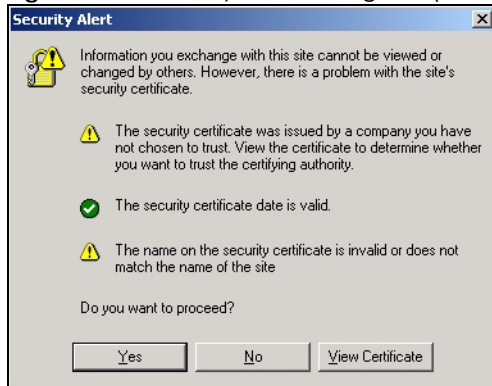 Security Alert
Information you exchange with this site cannot be viewed or
changed by others. However, there is a problem with the site's
security certificate.
The security certificate was issued by a company you have
not chosen to trust. View the certificate to determine whether
you want to trust the certifying authority.
The security certificate date is valid.
The name on the security certificate is invalid or does not
match the name of the site
Do you want to proceed?
Yes No View Certificate